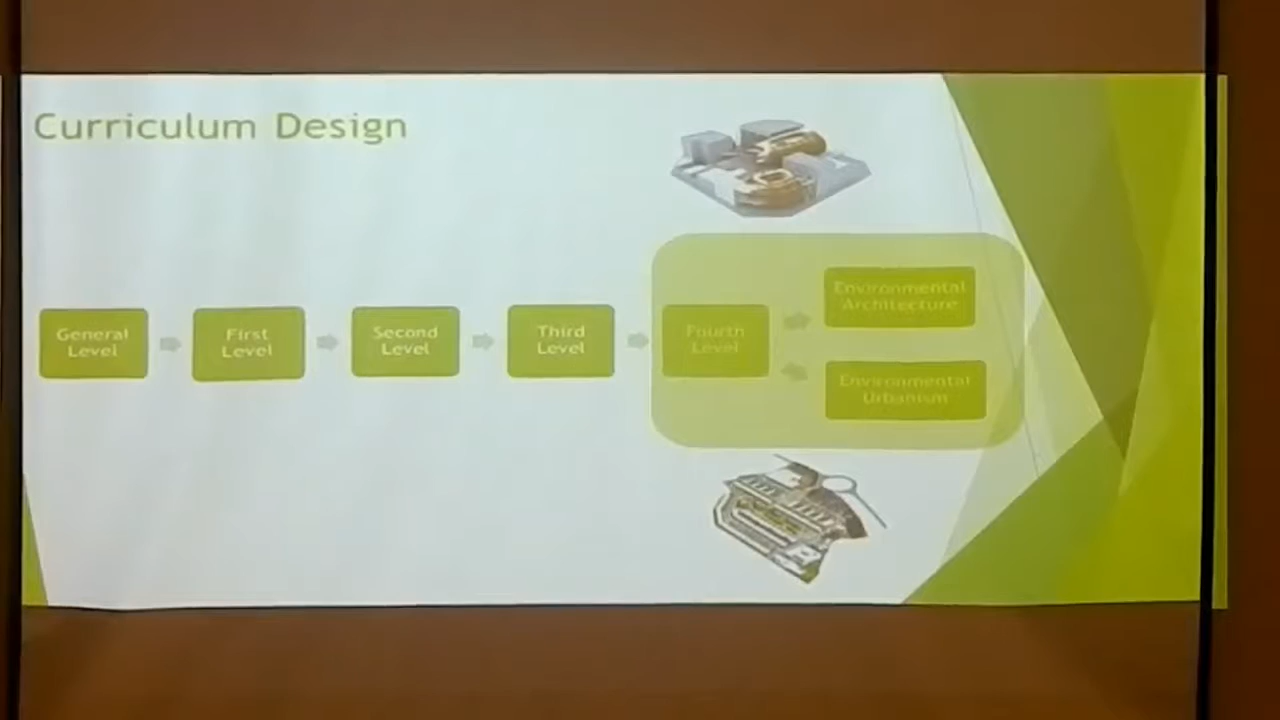 Curriculum Design
General
Level
First
Level
Second
Level
Third
Level
Fourth
Level
Environmental
Architecture
Environmental
Urbanism